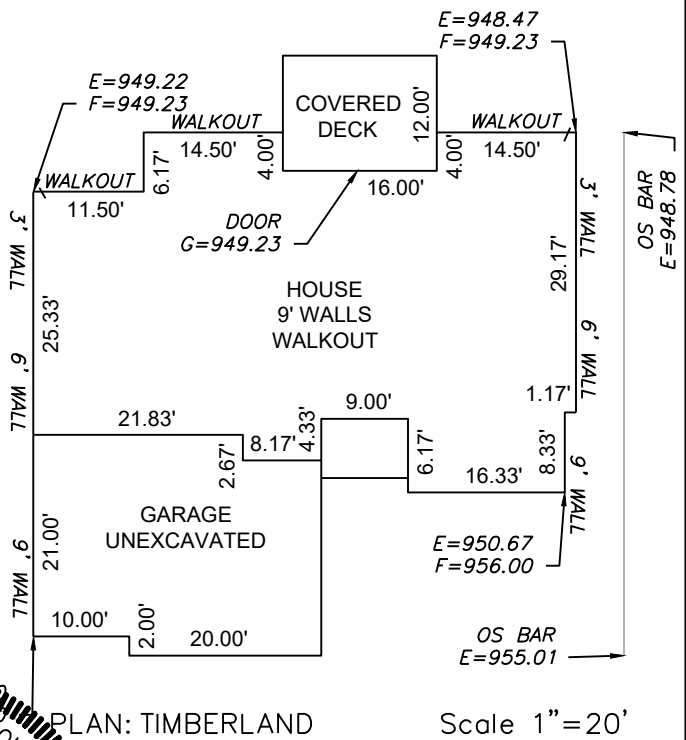 E=948.47
F=949.23
E=949.22
F=949.23
COVERED
DECK
12.00'
WALKOUT
14.50'
4.00'
WALKOUT
14.50'
4.00'
6.17'
WALKOUT
11.50'
16.00'
DOOR
G=949.23
OS BAR
E=948.78
3' WALL
3' WALL
29.17'
25.33'
HOUSE
9' WALLS
WALKOUT
6' WALL
6' WALL
1.17'
9.00'
21.83'
4.33'
8.17'
2.67'
6.17'
8.33'
16.33'
9' WALL
GARAGE
UNEXCAVATED
21.00'
9' WALL
E=950.67
F=956.00
10.00'
2.00'
20.00'
OS BAR
E=955.01
PLAN: TIMBERLAND
Scale 1"=20'